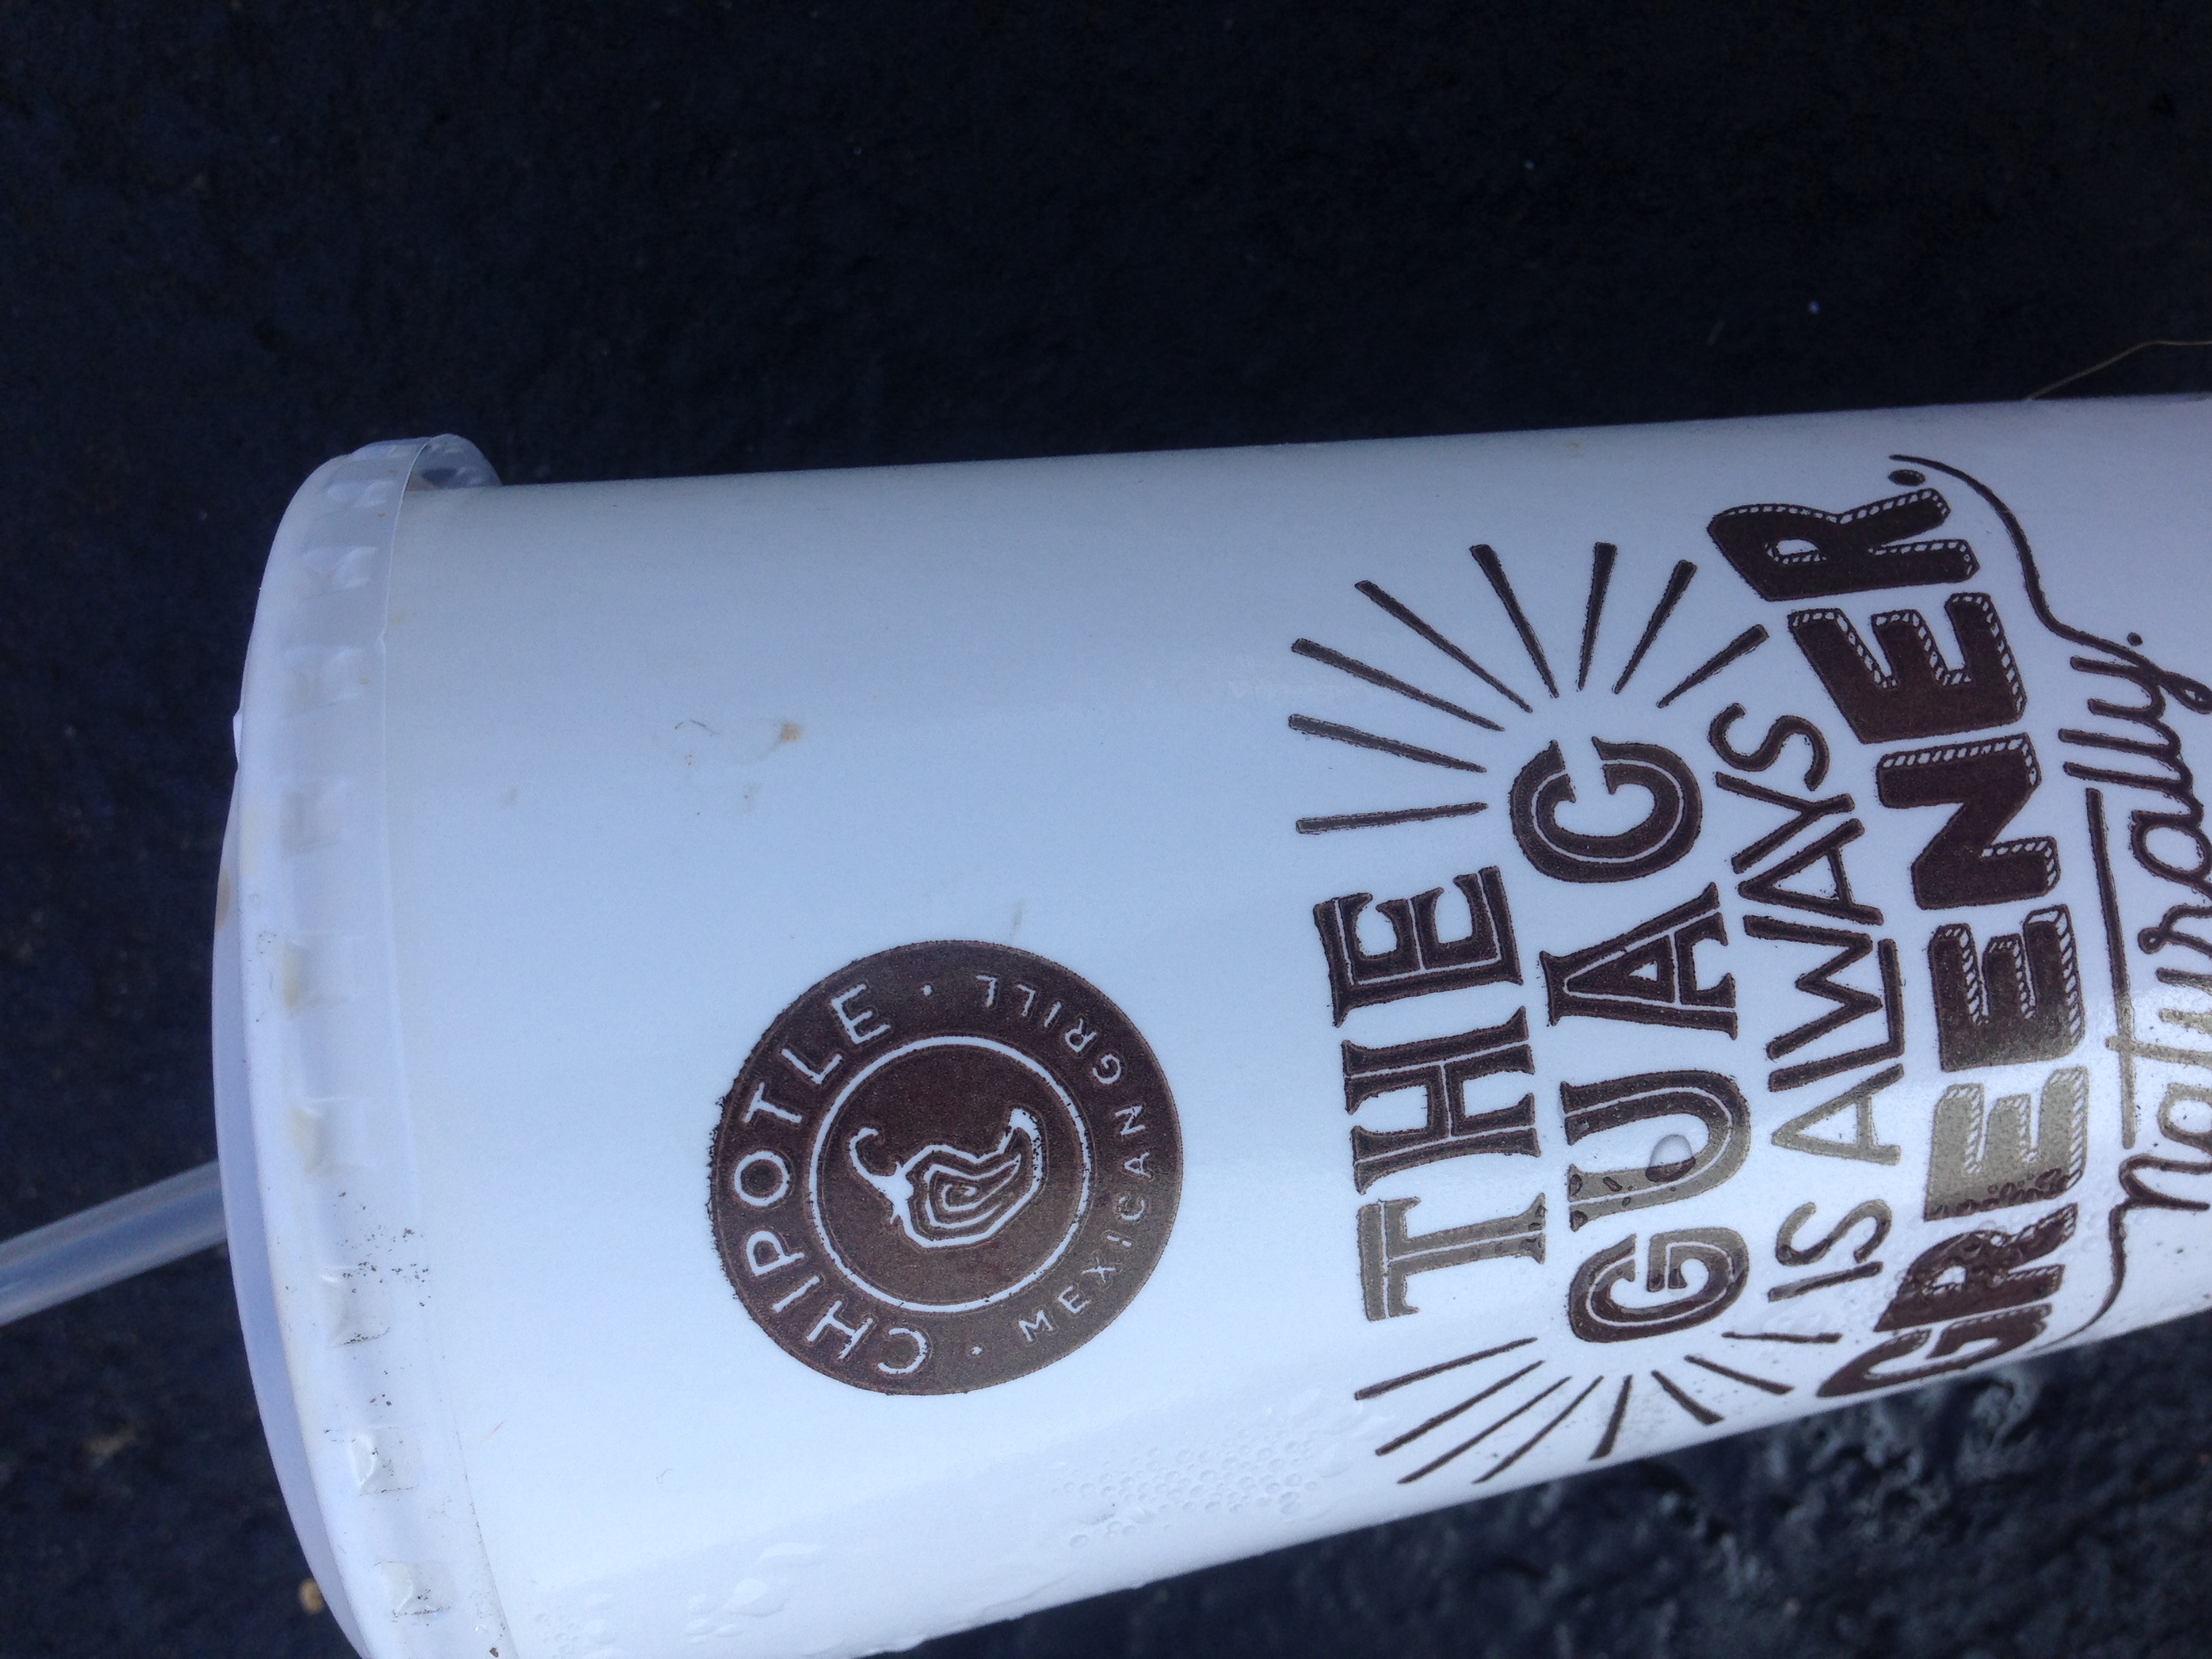 CHIPOTLE
MEXICAN GRILL
THE
GUAC
IS ALWAYS
GREENER.
Naturally.